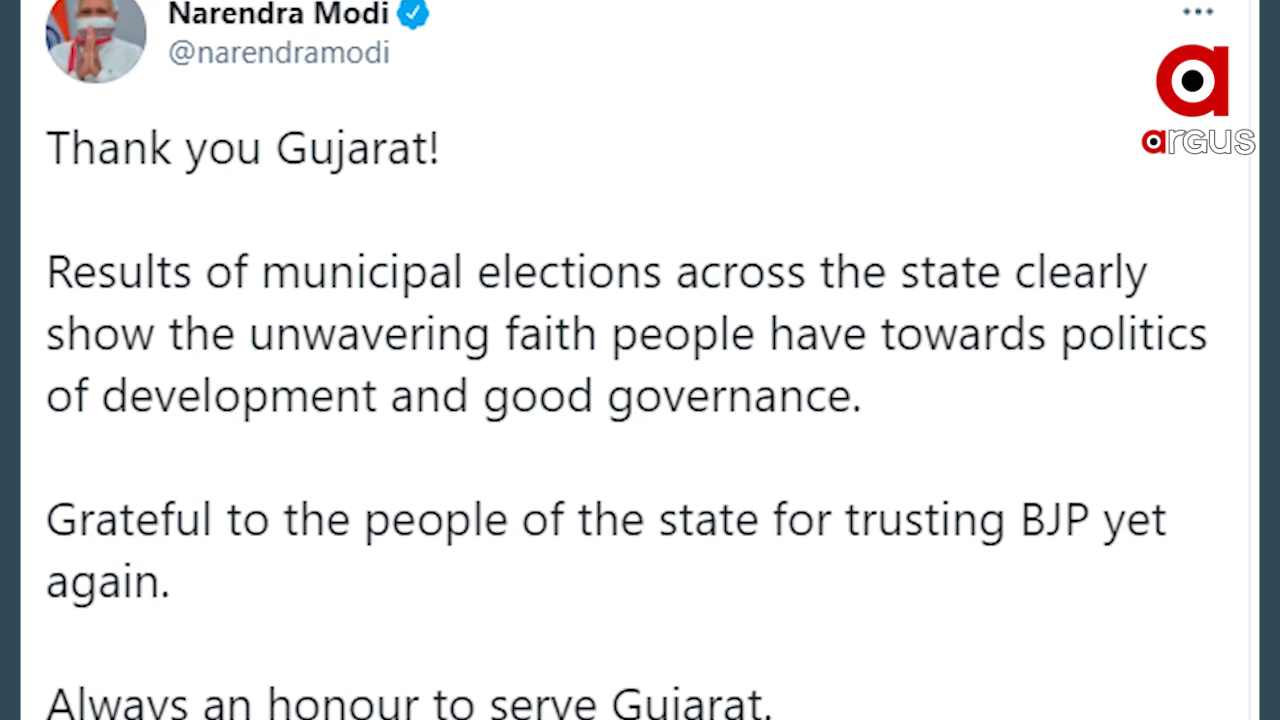 Narendra Modi
@narendramodi
argus
Thank you Gujarat!
Results of municipal elections across the state clearly
show the unwavering faith people have towards politics
of development and good governance.
Grateful to the people of the state for trusting BJP yet
again.
Always an honour to serve Gujarat.